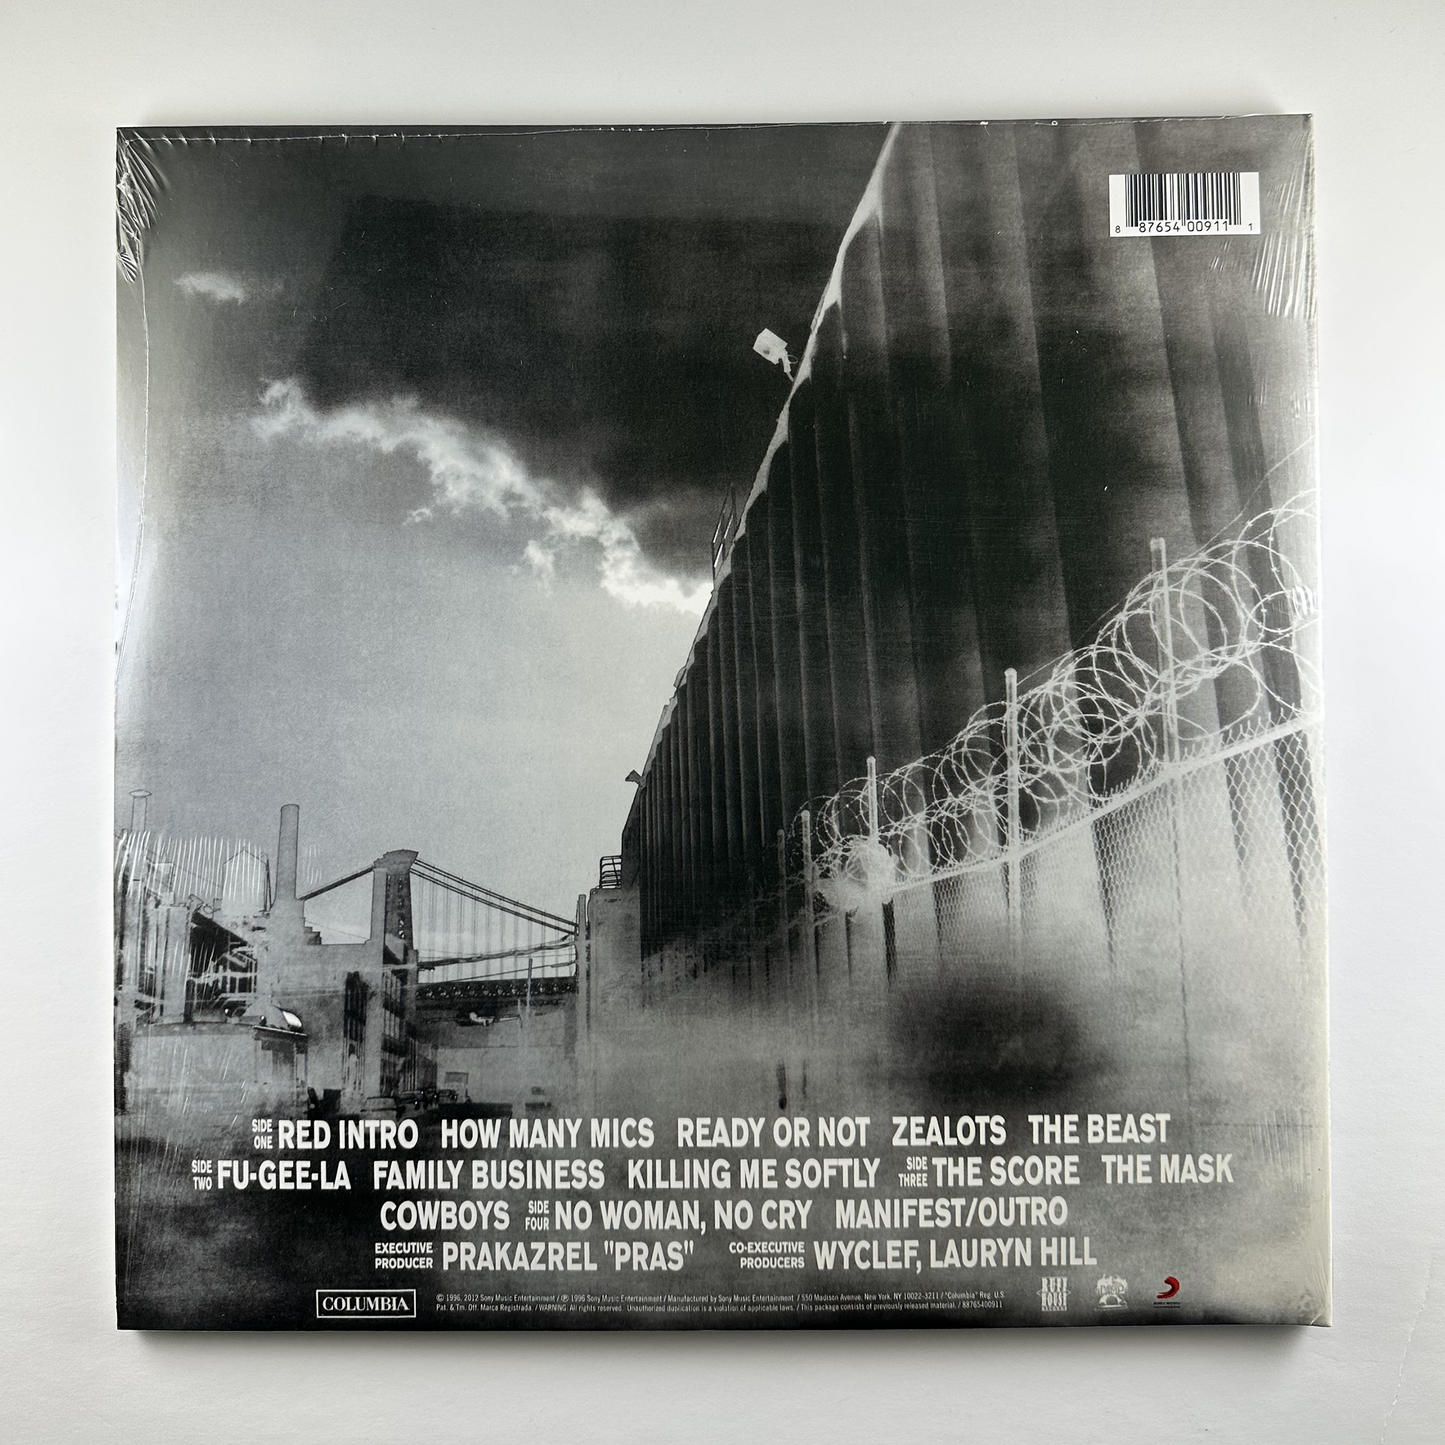 8 87654 00911 1
SIDE ONE RED INTRO HOW MANY MICS READY OR NOT ZEALOTS THE BEAST
SIDE TWO FU-GEE-LA FAMILY BUSINESS KILLING ME SOFTLY SIDE THREE THE SCORE THE MASK
COWBOYS SIDE FOUR NO WOMAN, NO CRY MANIFEST/OUTRO
EXECUTIVE PRODUCER PRAKAZREL "PRAS" CO-EXECUTIVE PRODUCERS WYCLEF, LAURYN HILL
COLUMBIA
© 1996, 2012 Sony Music Entertainment / ℗ 1996 Sony Music Entertainment / Manufactured by Sony Music Entertainment / 550 Madison Avenue, New York, NY 10022-3211 / "Columbia" Reg. U.S.
Pat. & Tm. Off. Marca Registrada. / WARNING: All rights reserved. Unauthorized duplication is a violation of applicable laws. / This package consists of previously released material. / 88765400911
RUFF
HOUSE